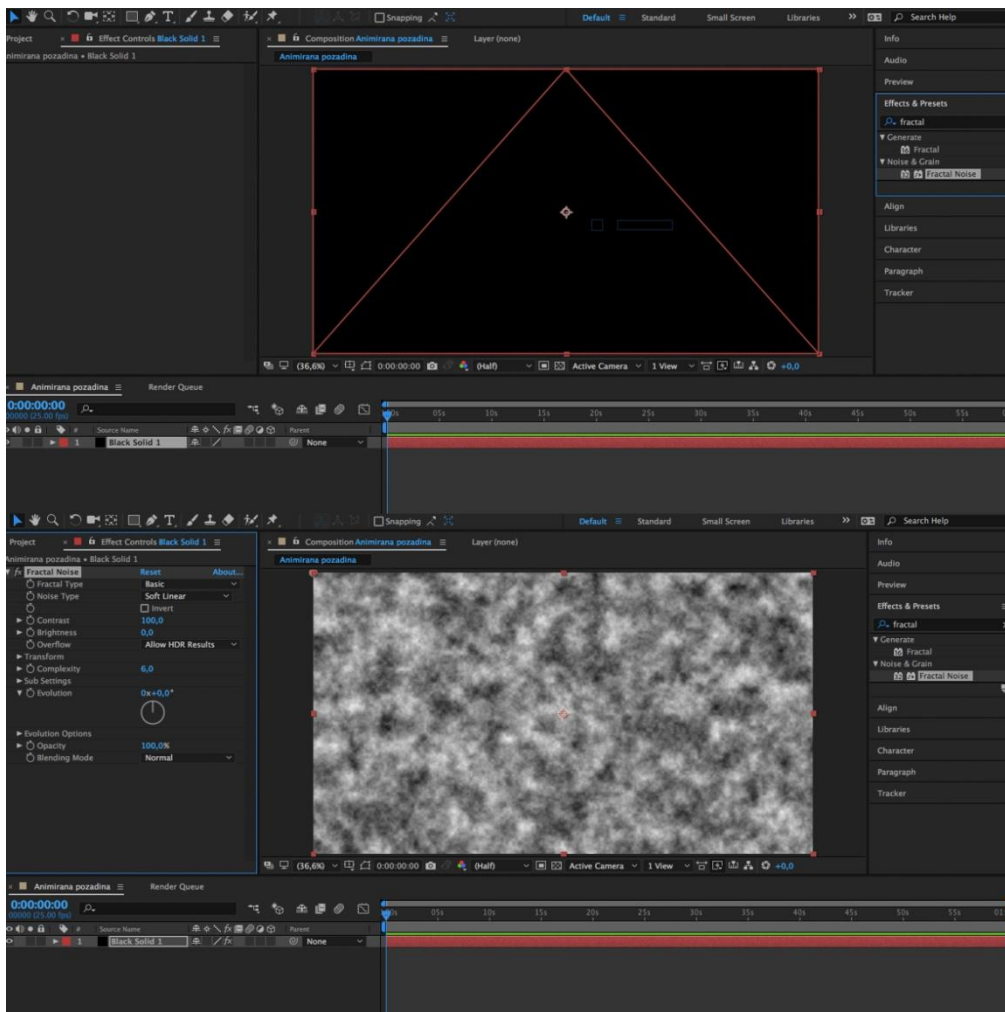 Snapping
Default
Standard
Small Screen
Libraries
Search Help
Project
Effect Controls Black Solid 1
Composition Animirana pozadina
Layer (none)
Info
nimirana pozadina • Black Solid 1
Animirana pozadina
Audio
Preview
Effects & Presets
fractal
Generate
Fractal
Noise & Grain
Fractal Noise
Align
Libraries
Character
Paragraph
Tracker
(36,6%) 0:00:00:00 (Half) Active Camera 1 View +0,0
Animirana pozadina Render Queue
0:00:00:00
00000 (25.00 fps)
05s 10s 15s 20s 25s 30s 35s 40s 45s 50s 55s
# Source Name Parent
1 Black Solid 1 None
Snapping
Default
Standard
Small Screen
Libraries
Search Help
Project
Effect Controls Black Solid 1
Composition Animirana pozadina
Layer (none)
Info
Animirana pozadina • Black Solid 1
Animirana pozadina
fx Fractal Noise Reset About...
Fractal Type Basic
Noise Type Soft Linear
Invert
Contrast 100,0
Brightness 0,0
Overflow Allow HDR Results
Transform
Complexity 6,0
Sub Settings
Evolution 0x+0,0°
Evolution Options
Opacity 100,0%
Blending Mode Normal
Audio
Preview
Effects & Presets
fractal
Generate
Fractal
Noise & Grain
Fractal Noise
Align
Libraries
Character
Paragraph
Tracker
(36,6%) 0:00:00:00 (Half) Active Camera 1 View +0,0
Animirana pozadina Render Queue
0:00:00:00
00000 (25.00 fps)
05s 10s 15s 20s 25s 30s 35s 40s 45s 50s 55s 01
# Source Name Parent
1 Black Solid 1 None